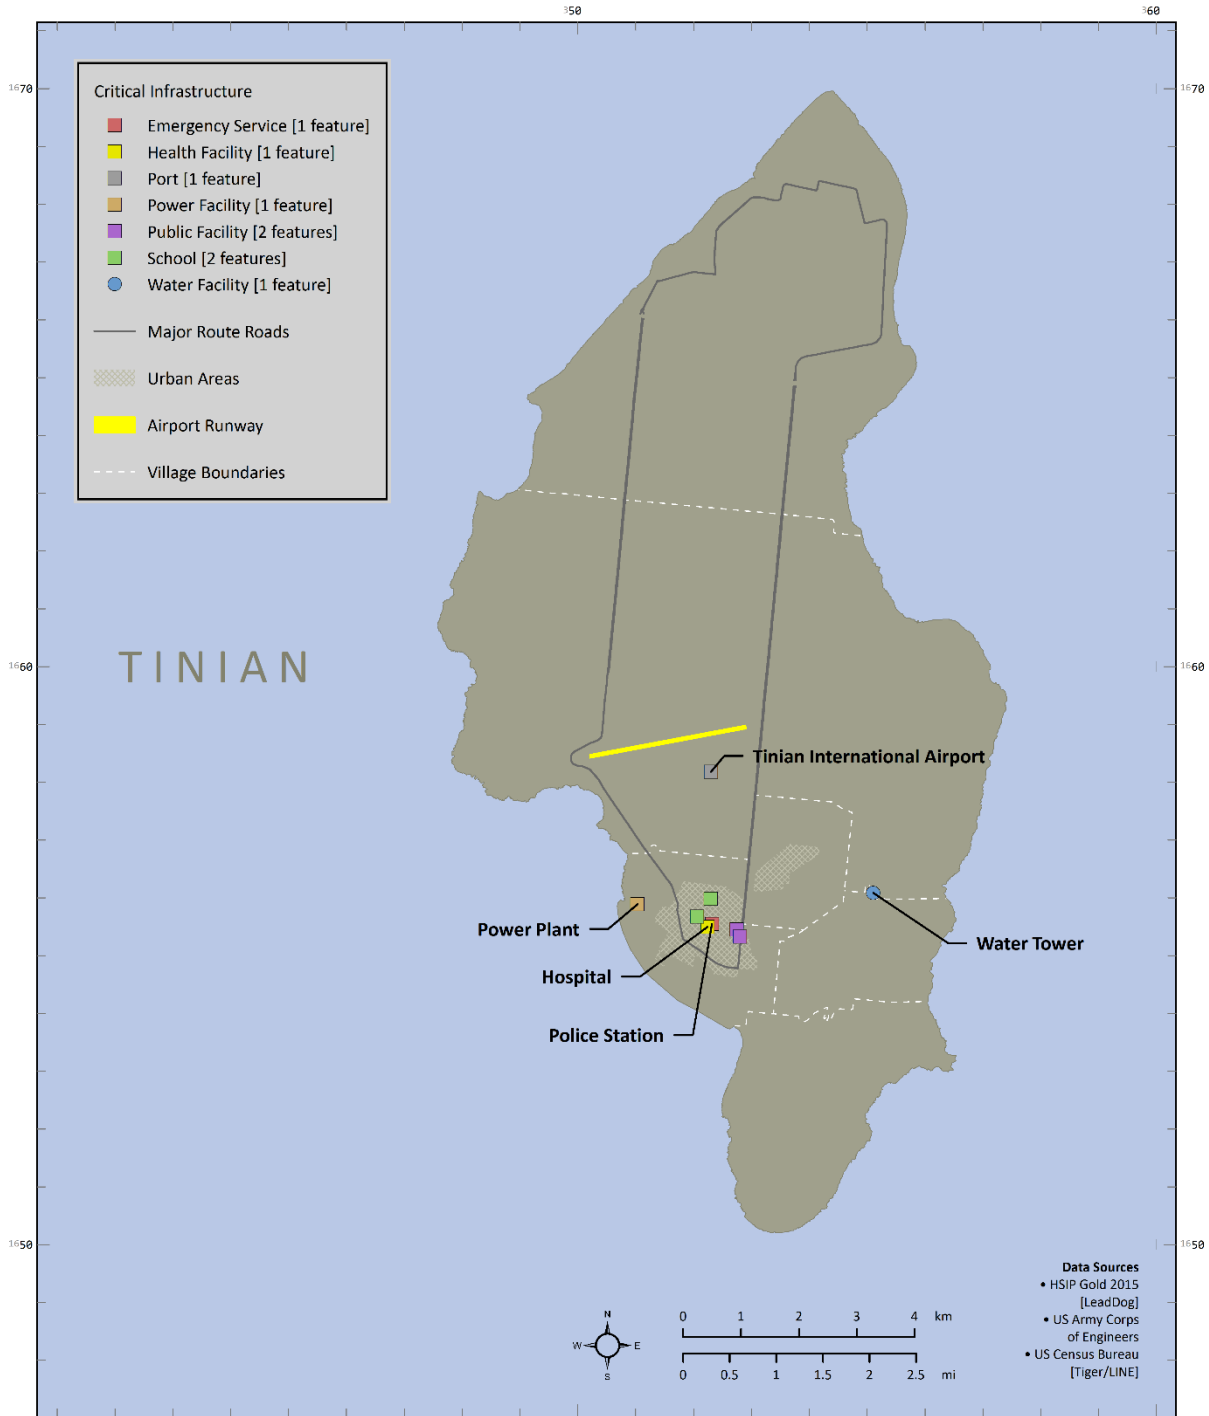 350
360
1670
1670
Critical Infrastructure
Emergency Service [1 feature]
Health Facility [1 feature]
Port [1 feature]
Power Facility [1 feature]
Public Facility [2 features]
School [2 features]
Water Facility [1 feature]
Major Route Roads
Urban Areas
Airport Runway
Village Boundaries
1660
1660
TINIAN
Tinian International Airport
Power Plant
Water Tower
Hospital
Police Station
1650
1650
Data Sources
• HSIP Gold 2015
[LeadDog]
• US Army Corps
of Engineers
• US Census Bureau
[Tiger/LINE]
N
W E
S
0 1 2 3 4 km
0 0.5 1 1.5 2 2.5 mi